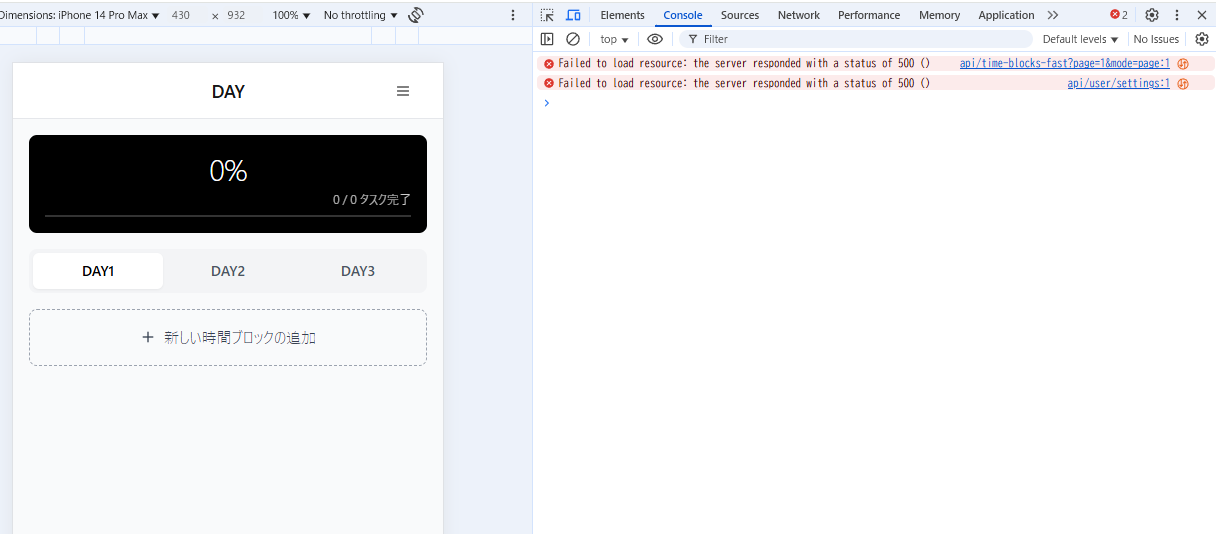 Dimensions: iPhone 14 Pro Max ▼ 430 × 932 100% ▼ No throttling ▼
DAY
0%
0 / 0 タスク完了
DAY1 DAY2 DAY3
+ 新しい時間ブロックの追加
Elements Console Sources Network Performance Memory Application 2
top ▼ Filter Default levels ▼ No Issues
Failed to load resource: the server responded with a status of 500 () api/time-blocks-fast?page=1&mode=page:1
Failed to load resource: the server responded with a status of 500 () api/user/settings:1